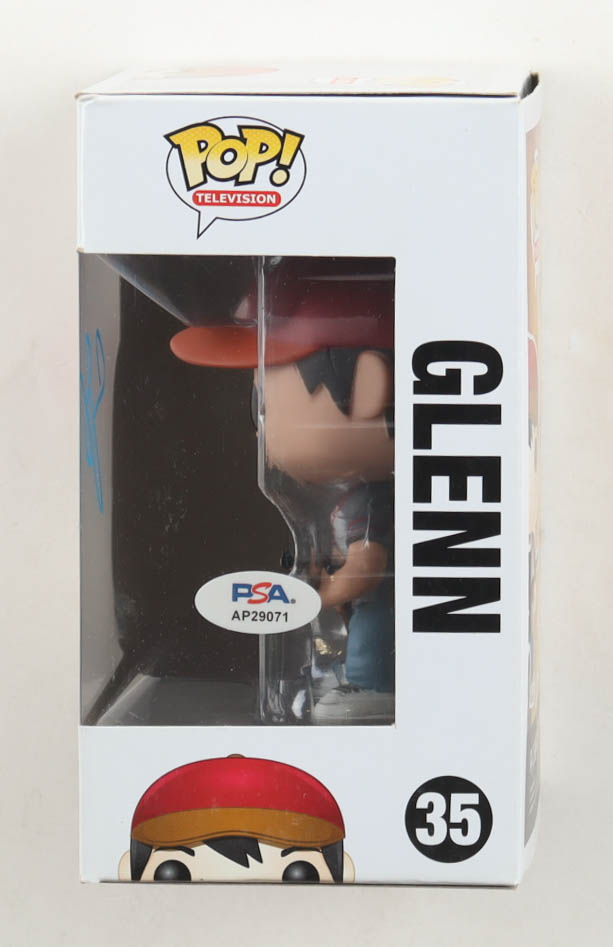 POP!
TELEVISION
GLENN
PSA.
AP29071
35